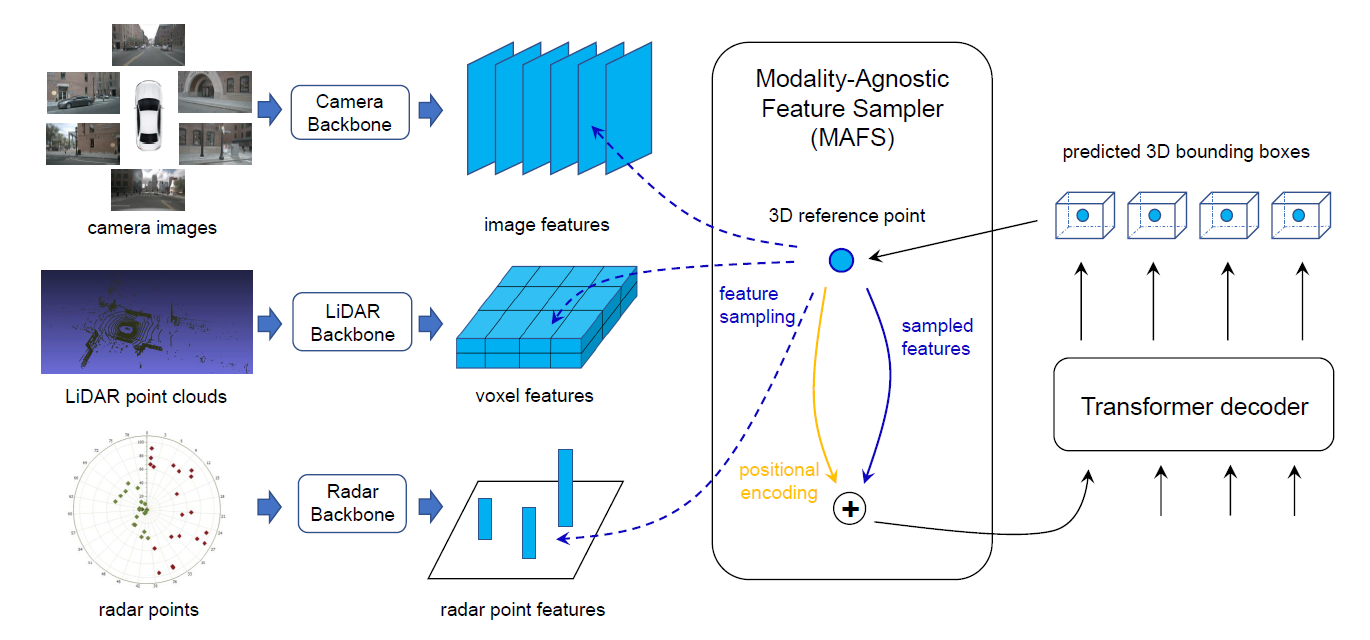 camera images
Camera
Backbone
image features
LiDAR point clouds
LiDAR
Backbone
voxel features
radar points
Radar
Backbone
radar point features
Modality-Agnostic
Feature Sampler
(MAFS)
3D reference point
feature
sampling
sampled
features
positional
encoding
+
predicted 3D bounding boxes
Transformer decoder